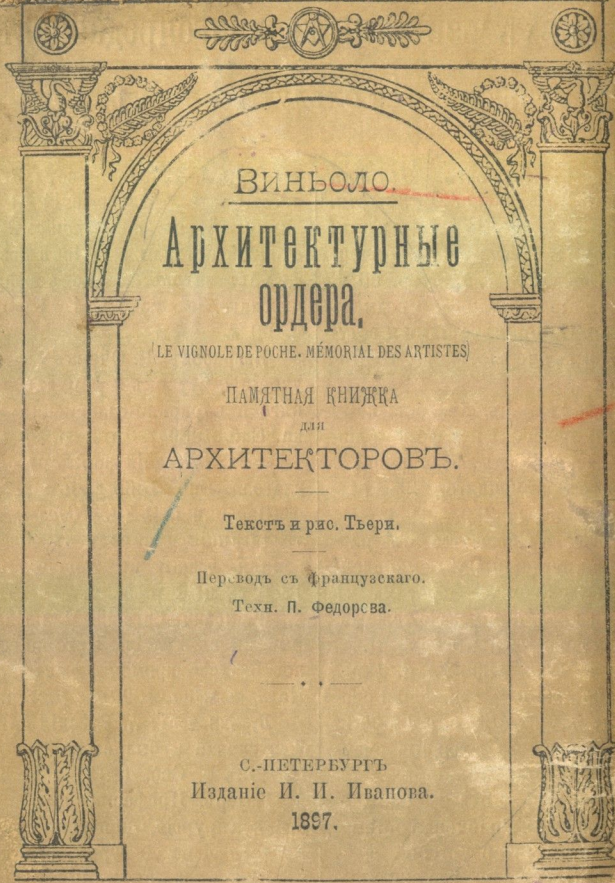 Виньоло.
Архитектурные
ордера.
(LE VIGNOLE DE POCHE. MÉMORIAL DES ARTISTES)
ПАМЯТНАЯ КНИЖКА
для
АРХИТЕКТОРОВЪ.
Текстъ и рис. Тьери.
Переводъ съ французскаго.
Техн. П. Федорова.
С.-ПЕТЕРБУРГЪ
Изданіе И. И. Иванова.
1897.